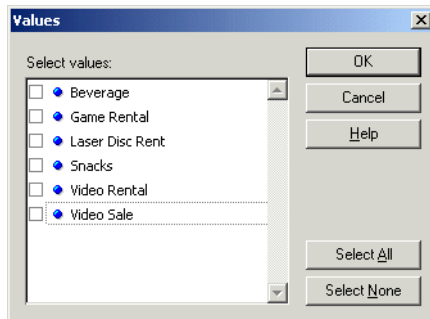 Values
Select values:
Beverage
Game Rental
Laser Disc Rent
Snacks
Video Rental
Video Sale
OK
Cancel
Help
Select All
Select None